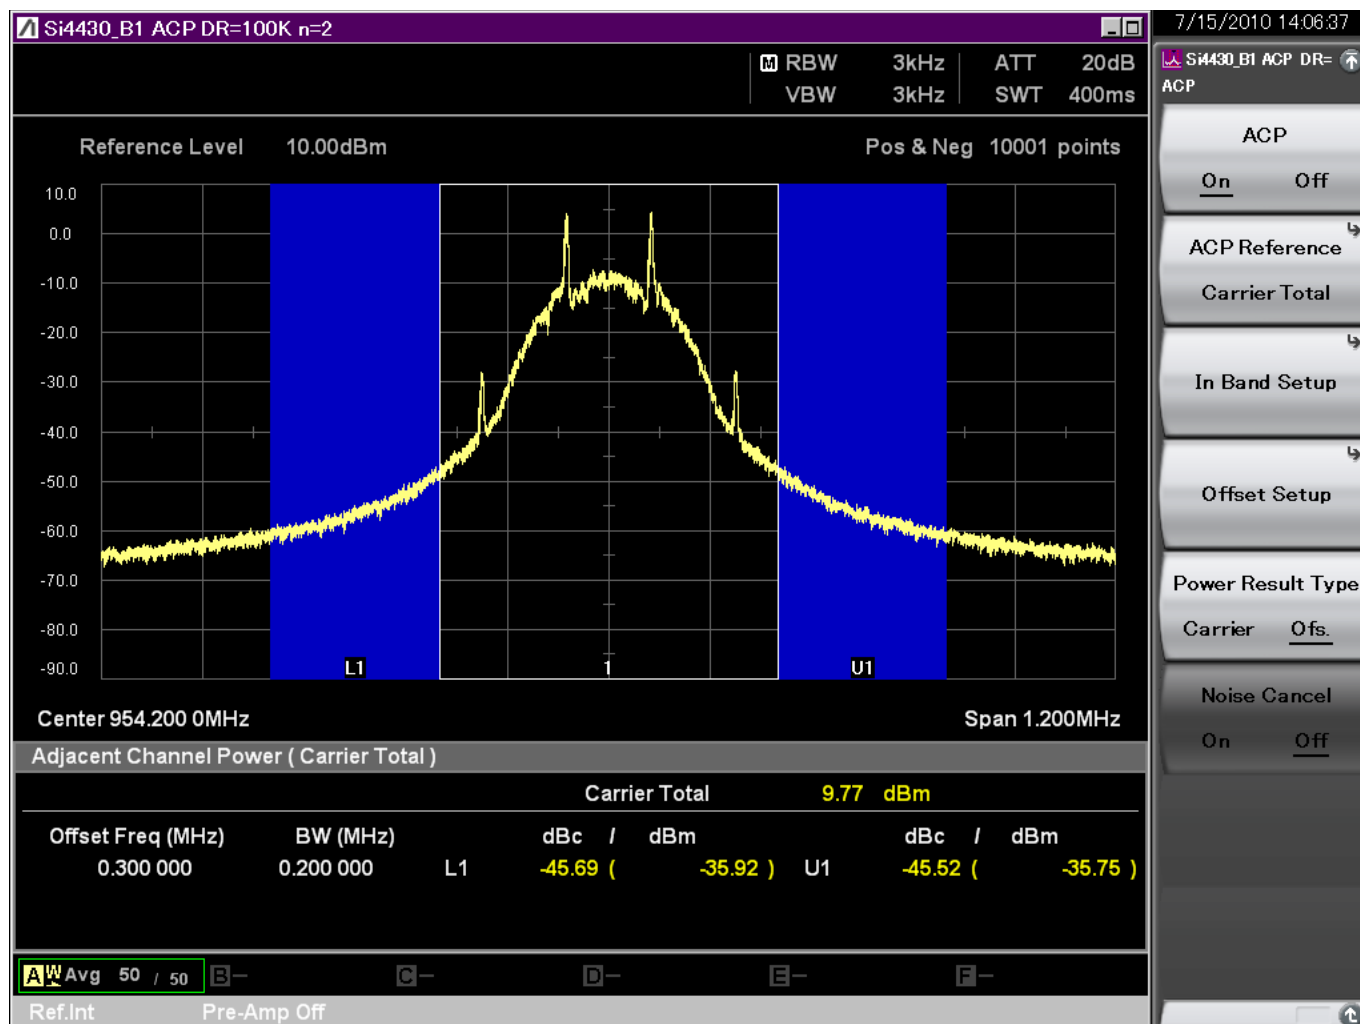 Si4430_B1 ACP DR=100K n=2
7/15/2010 14:06:37
M RBW 3kHz ATT 20dB
VBW 3kHz SWT 400ms
Si4430_B1 ACP DR=
ACP
Reference Level 10.00dBm Pos & Neg 10001 points
10.0
0.0
-10.0
-20.0
-30.0
-40.0
-50.0
-60.0
-70.0
-80.0
-90.0
L1 1 U1
Center 954.200 0MHz Span 1.200MHz
Adjacent Channel Power ( Carrier Total )
Carrier Total 9.77 dBm
Offset Freq (MHz) BW (MHz) dBc / dBm dBc / dBm
0.300 000 0.200 000 L1 -45.69 ( -35.92 ) U1 -45.52 ( -35.75 )
A W Avg 50 / 50 B- C- D- E- F-
Ref.Int Pre-Amp Off
ACP
On Off
ACP Reference
Carrier Total
In Band Setup
Offset Setup
Power Result Type
Carrier Ofs.
Noise Cancel
On Off